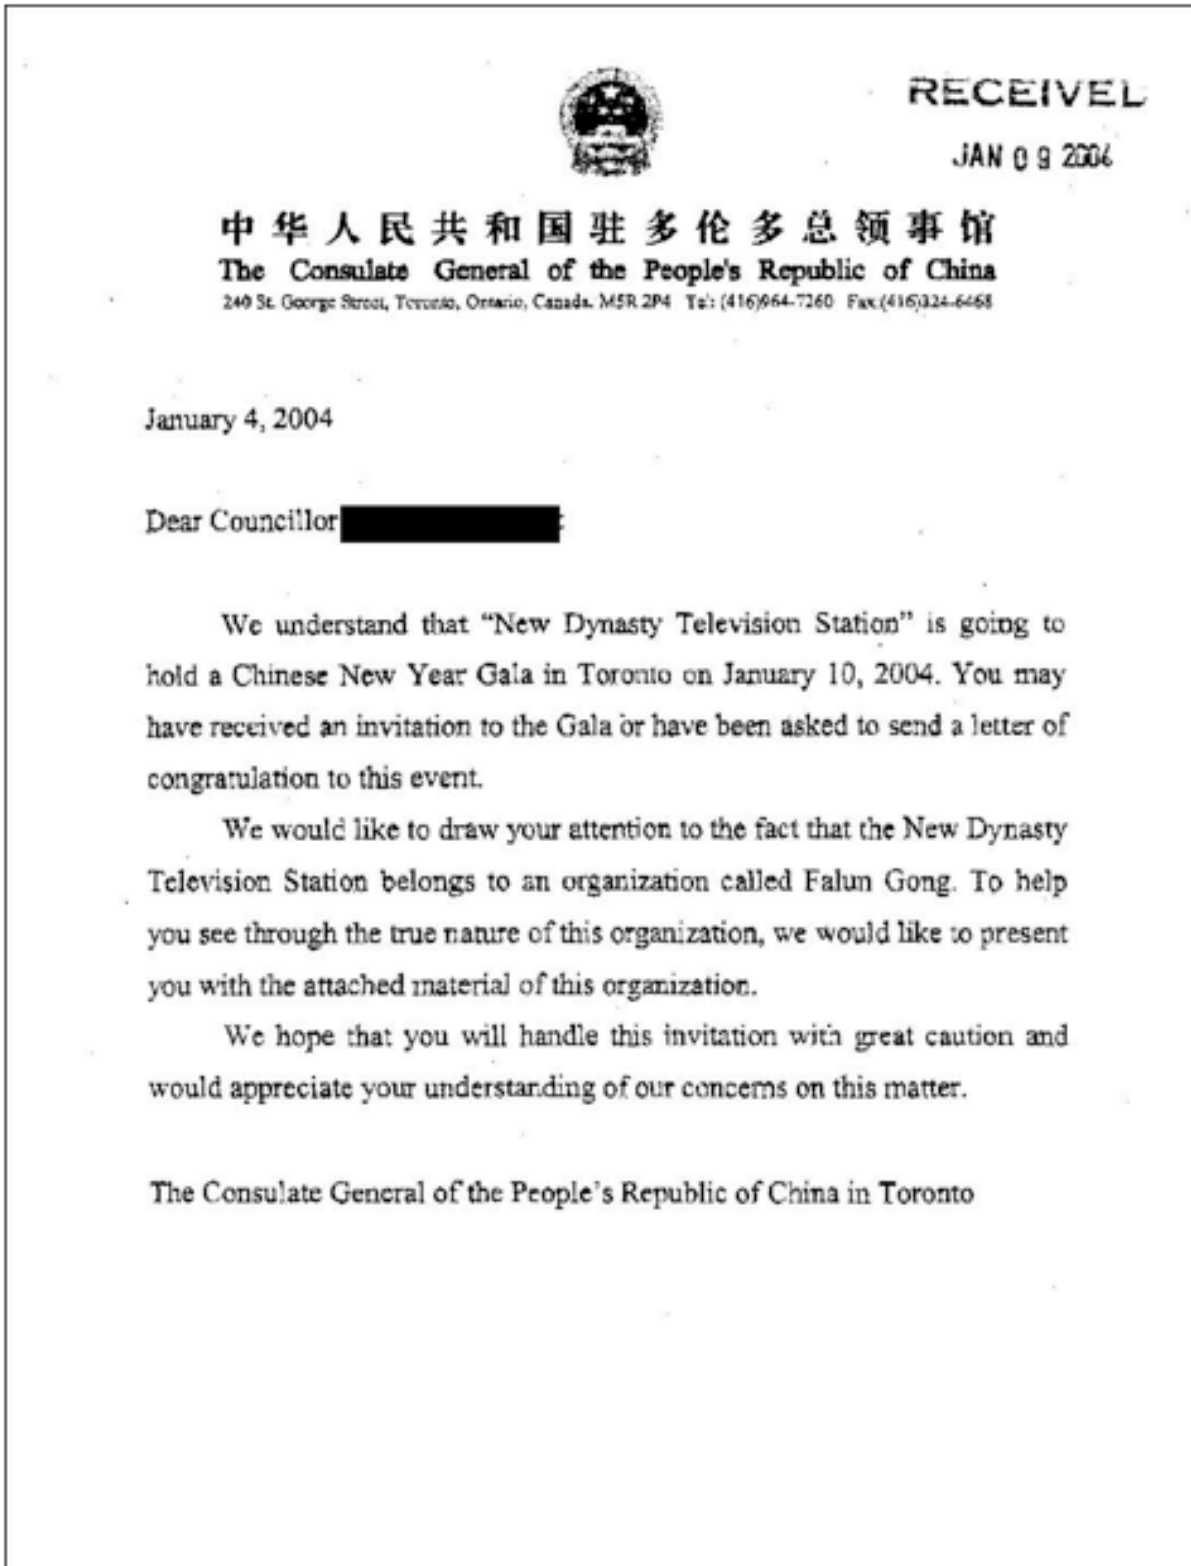 RECEIVEL
JAN 09 2004
中华人民共和国驻多伦多总领事馆
The Consulate General of the People's Republic of China
240 St. George Street, Toronto, Ontario, Canada. M5R 2P4 Tel: (416)964-7260 Fax:(416)324-6468
January 4, 2004
Dear Councillor :
We understand that “New Dynasty Television Station” is going to
hold a Chinese New Year Gala in Toronto on January 10, 2004. You may
have received an invitation to the Gala or have been asked to send a letter of
congratulation to this event.
We would like to draw your attention to the fact that the New Dynasty
Television Station belongs to an organization called Falun Gong. To help
you see through the true nature of this organization, we would like to present
you with the attached material of this organization.
We hope that you will handle this invitation with great caution and
would appreciate your understanding of our concerns on this matter.
The Consulate General of the People’s Republic of China in Toronto